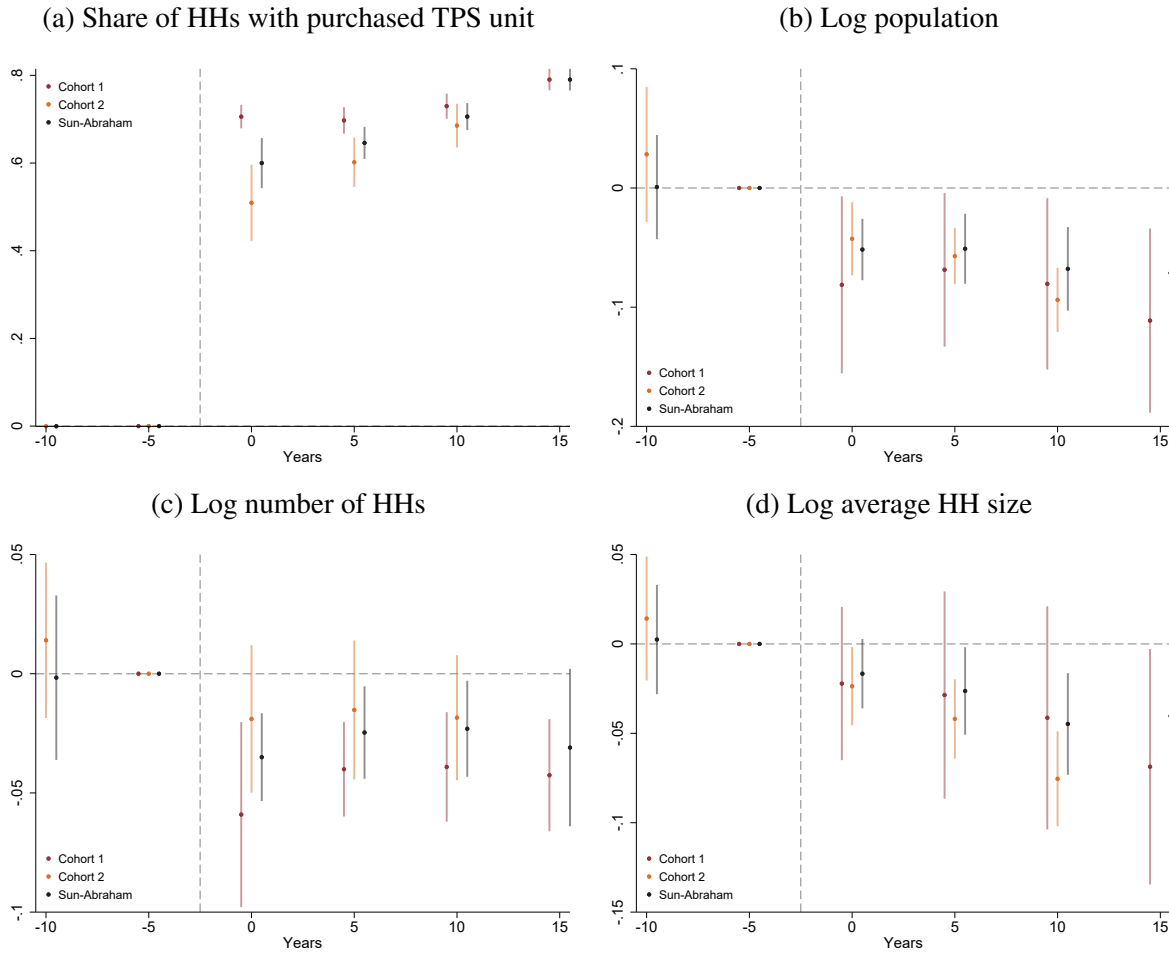 (a) Share of HHs with purchased TPS unit
.8
.6
.4
.2
0
Cohort 1
Cohort 2
Sun-Abraham
-10 -5 0 5 10 15
Years
(b) Log population
.1
0
-.1
-.2
Cohort 1
Cohort 2
Sun-Abraham
-10 -5 0 5 10 15
Years
(c) Log number of HHs
.05
0
-.05
-.1
Cohort 1
Cohort 2
Sun-Abraham
-10 -5 0 5 10 15
Years
(d) Log average HH size
.05
0
-.05
-.1
-.15
Cohort 1
Cohort 2
Sun-Abraham
-10 -5 0 5 10 15
Years